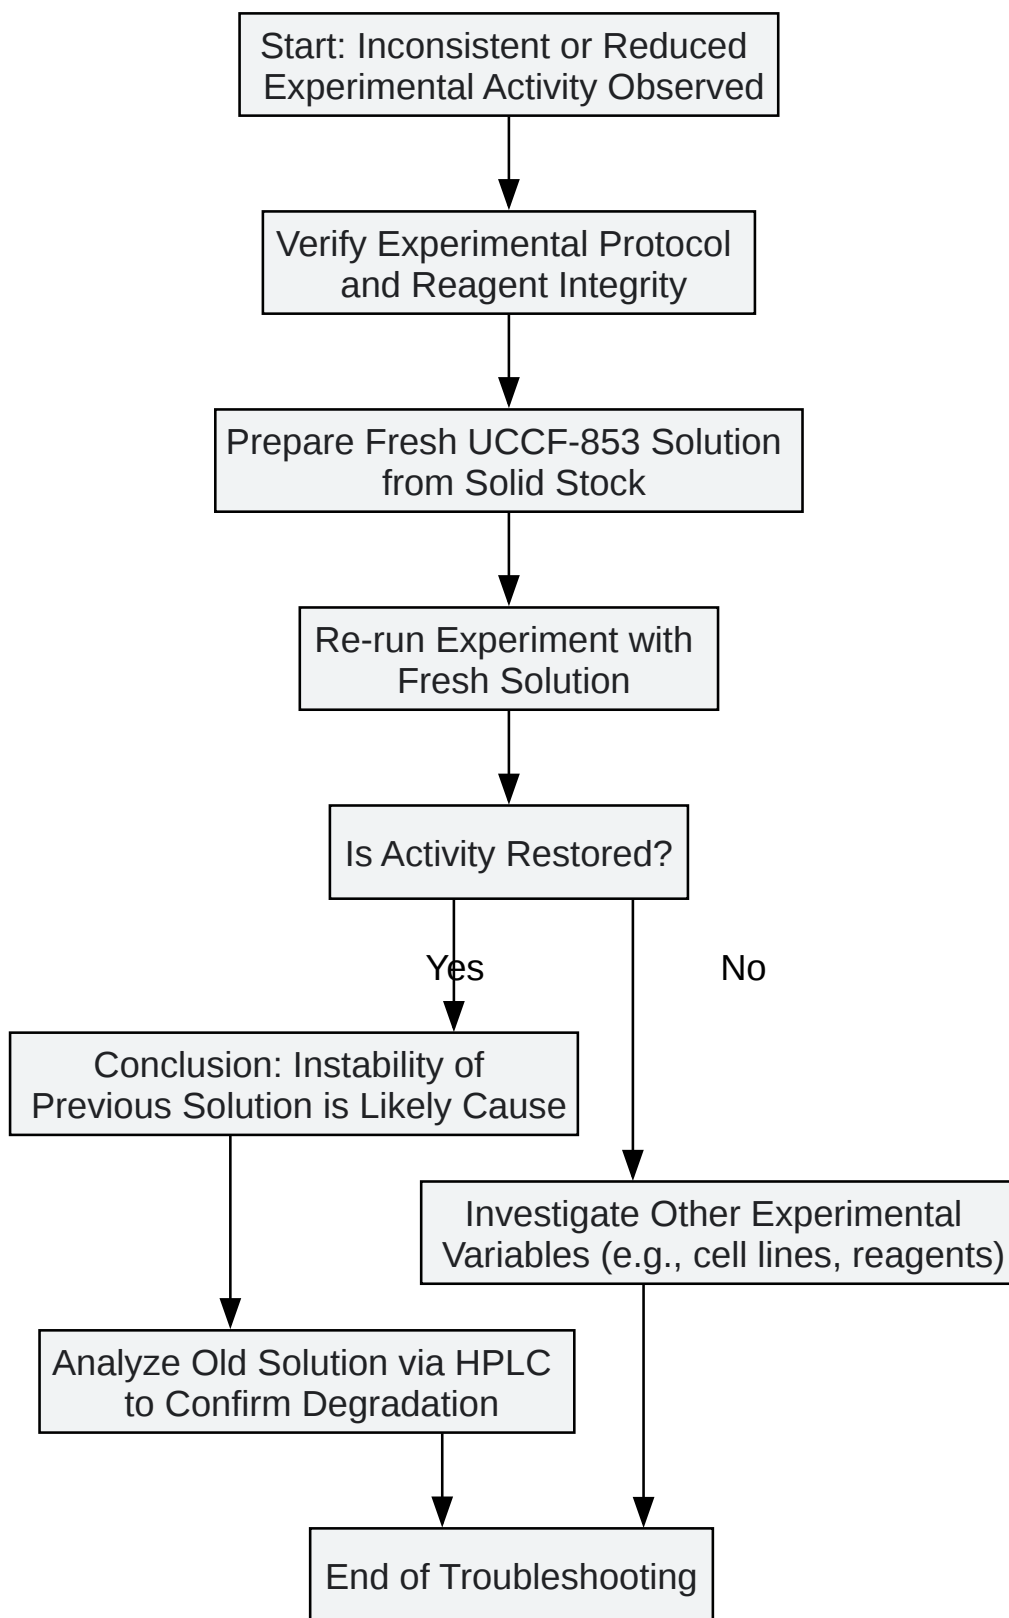 Start: Inconsistent or Reduced
Experimental Activity Observed
Verify Experimental Protocol
and Reagent Integrity
Prepare Fresh UCCF-853 Solution
from Solid Stock
Re-run Experiment with
Fresh Solution
Is Activity Restored?
Yes
No
Conclusion: Instability of
Previous Solution is Likely Cause
Investigate Other Experimental
Variables (e.g., cell lines, reagents)
Analyze Old Solution via HPLC
to Confirm Degradation
End of Troubleshooting